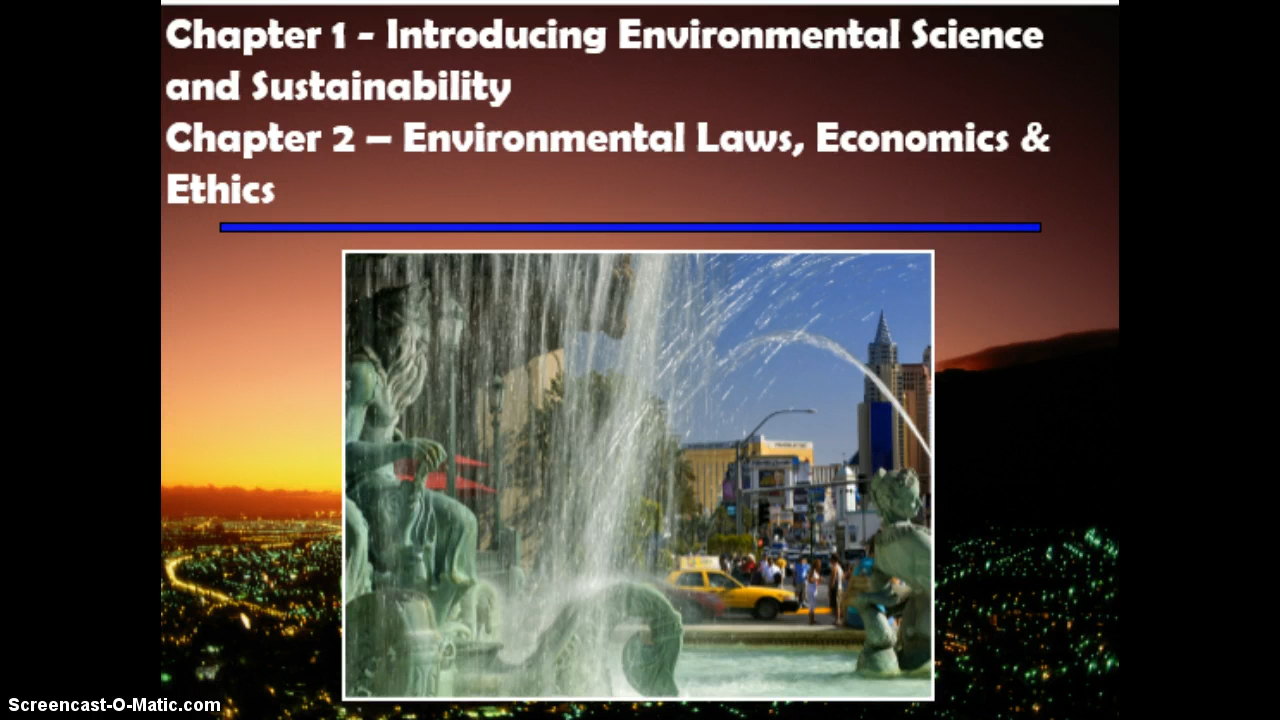 Chapter 1 - Introducing Environmental Science
and Sustainability
Chapter 2 – Environmental Laws, Economics &
Ethics
Screencast-O-Matic.com